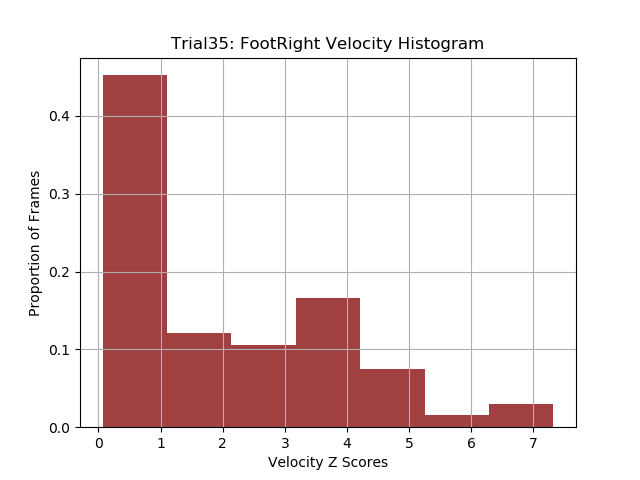 Trial35: FootRight Velocity Histogram
Proportion of Frames
0.4
0.3
0.2
0.1
0.0
0 1 2 3 4 5 6 7
Velocity Z Scores